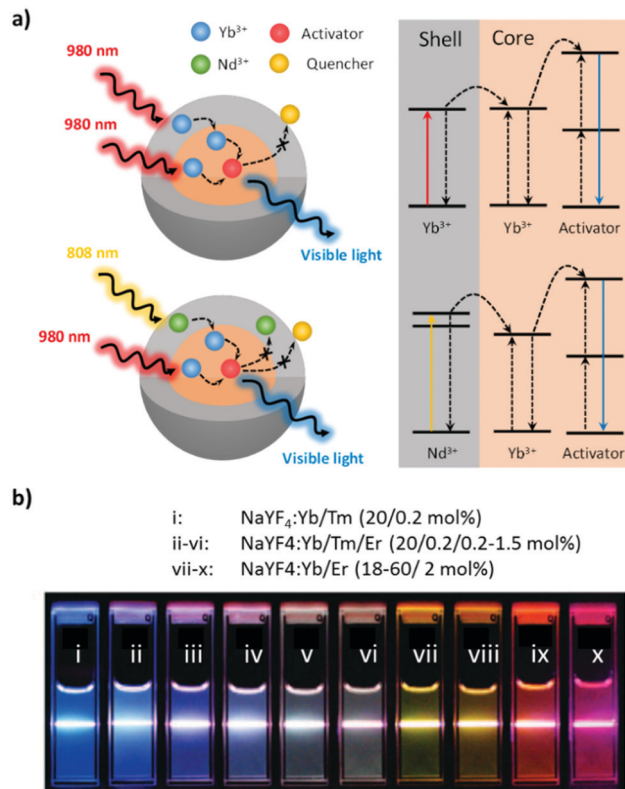 a)
980 nm
Yb³⁺
Activator
Nd³⁺
Quencher
980 nm
Visible light
808 nm
980 nm
Visible light
Shell
Core
Yb³⁺
Yb³⁺
Activator
Nd³⁺
Yb³⁺
Activator
b)
i: NaYF₄:Yb/Tm (20/0.2 mol%)
ii-vi: NaYF4:Yb/Tm/Er (20/0.2/0.2-1.5 mol%)
vii-x: NaYF4:Yb/Er (18-60/ 2 mol%)
i ii iii iv v vi vii viii ix x